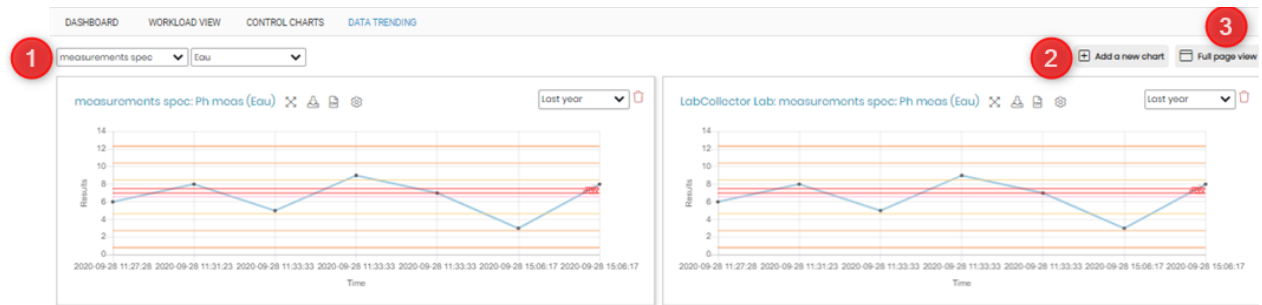 3
DASHBOARD WORKLOAD VIEW CONTROL CHARTS DATA TRENDING
1 measurements spec Eau 2 Add a new chart Full page view
measurements spec: Ph meas (Eau) Last year
14
12
10
8
6
4
2
0
Results
2020-09-28 11:27:28 2020-09-28 11:31:23 2020-09-28 11:33:33 2020-09-28 11:33:33 2020-09-28 11:33:33 2020-09-28 15:06:17 2020-09-28 15:06:17
Time
LabCollector Lab: measurements spec: Ph meas (Eau) Last year
14
12
10
8
6
4
2
0
Results
2020-09-28 11:27:28 2020-09-28 11:31:23 2020-09-28 11:33:33 2020-09-28 11:33:33 2020-09-28 11:33:33 2020-09-28 15:06:17 2020-09-28 15:06:17
Time